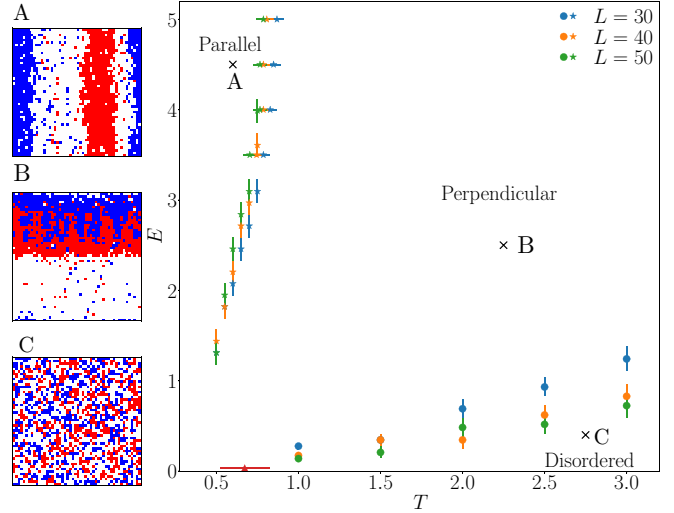 A
B
C
5
4
3
2
1
0
E
Parallel
A
L = 30
L = 40
L = 50
Perpendicular
B
C
Disordered
0.5 1.0 1.5 2.0 2.5 3.0
T